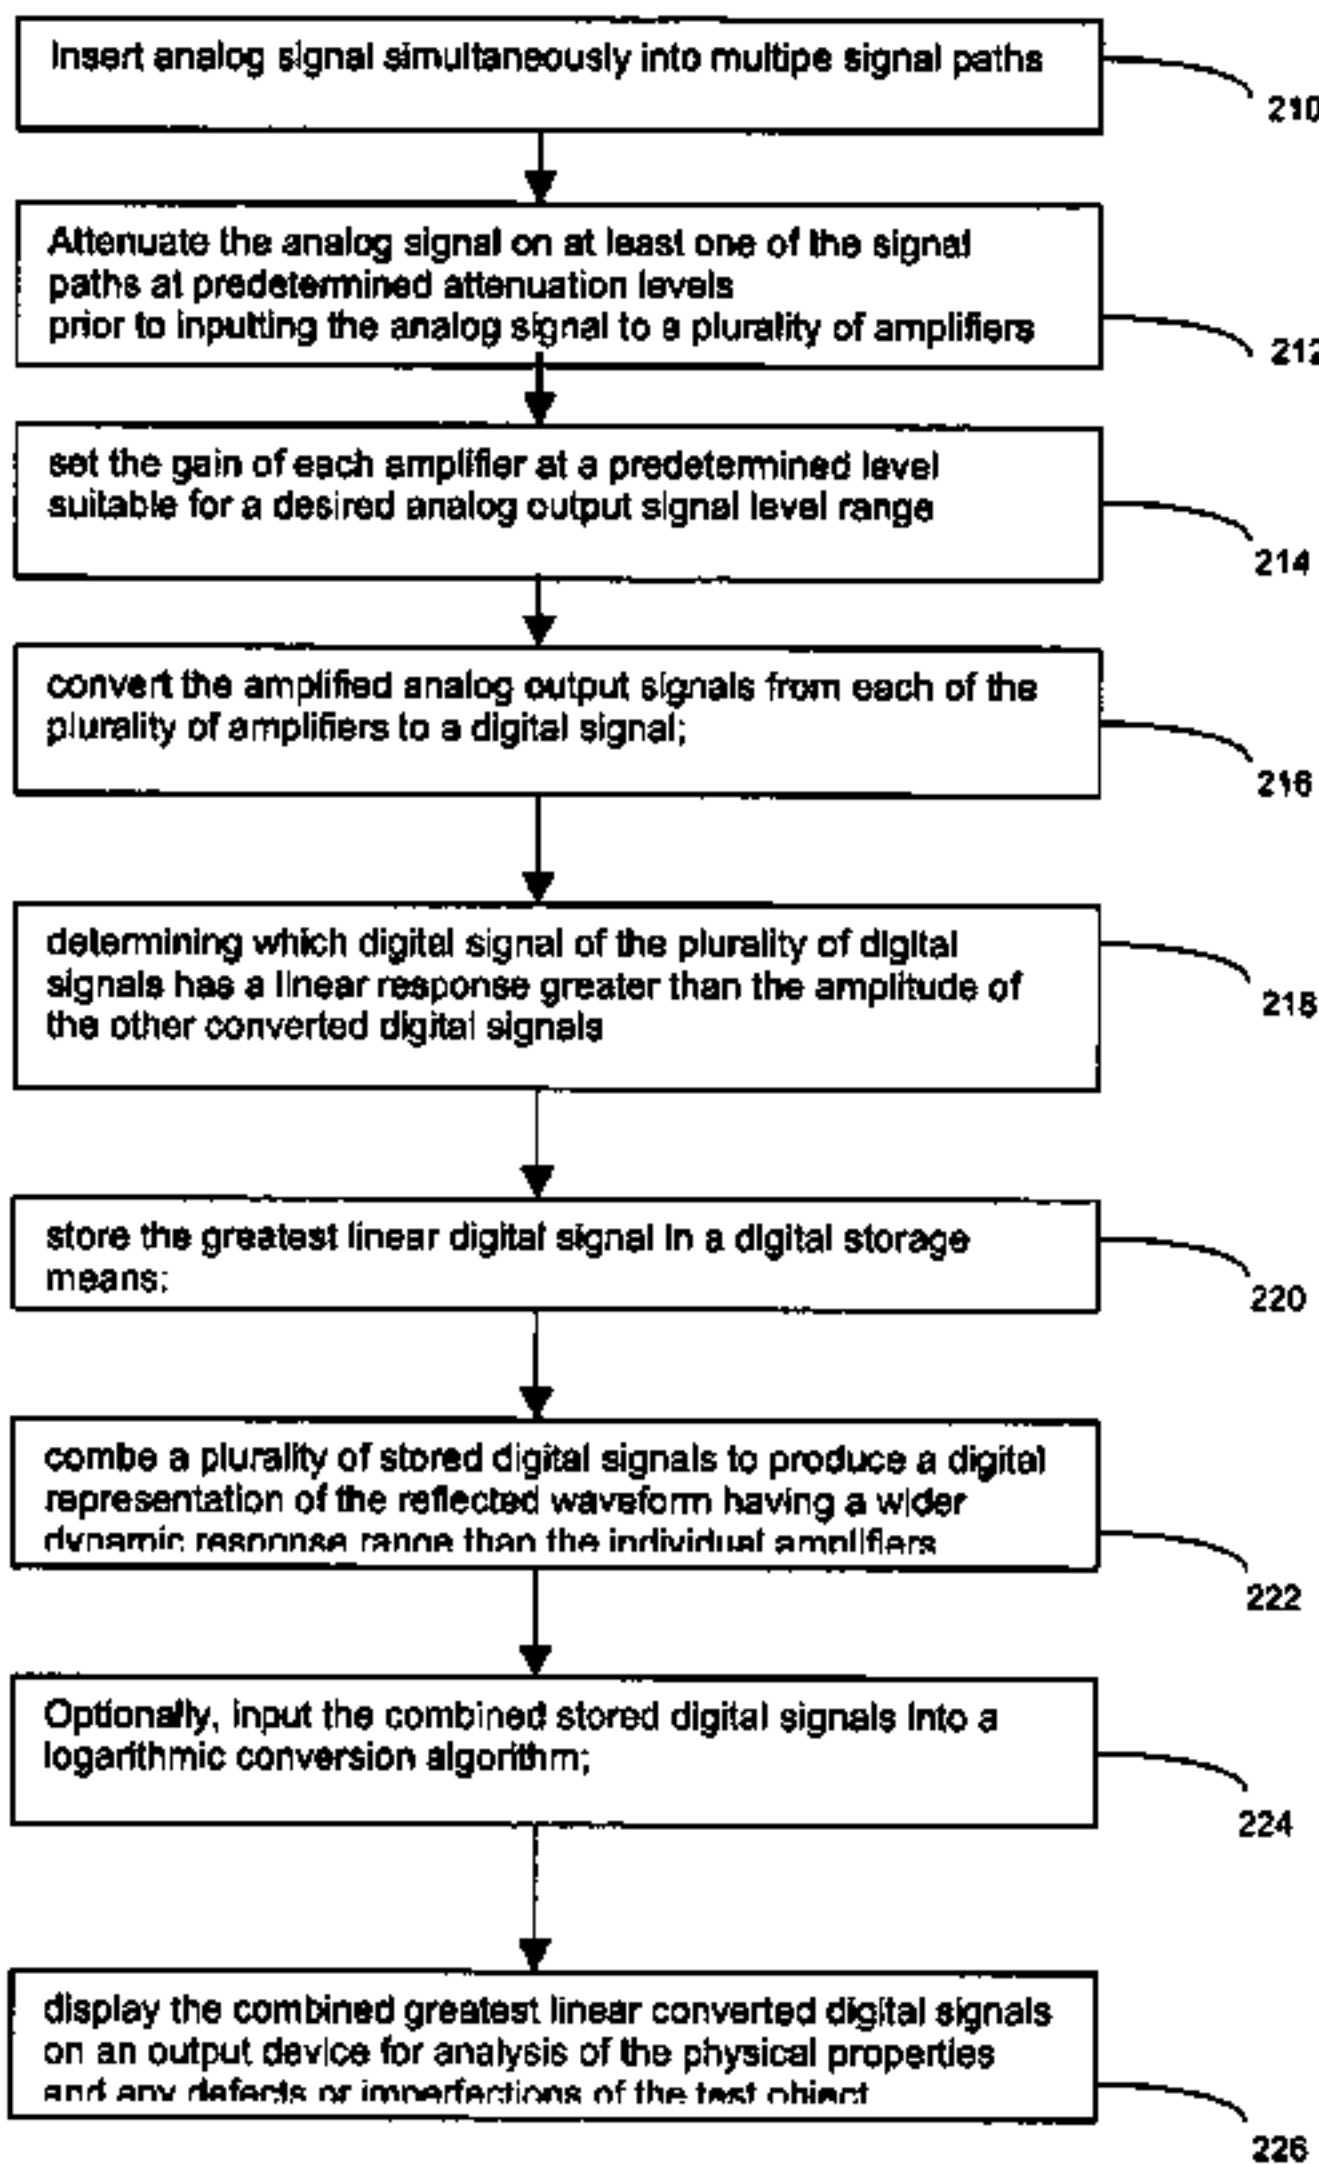 Insert analog signal simultaneously into multipe signal paths
210
Attenuate the analog signal on at least one of the signal
paths at predetermined attenuation levels
prior to inputting the analog signal to a plurality of amplifiers
212
set the gain of each amplifier at a predetermined level
suitable for a desired analog output signal level range
214
convert the amplified analog output signals from each of the
plurality of amplifiers to a digital signal;
216
determining which digital signal of the plurality of digital
signals has a linear response greater than the amplitude of
the other converted digital signals
218
store the greatest linear digital signal in a digital storage
means;
220
combe a plurality of stored digital signals to produce a digital
representation of the reflected waveform having a wider
dynamic response range than the individual amplifiers
222
Optionally, input the combined stored digital signals into a
logarithmic conversion algorithm;
224
display the combined greatest linear converted digital signals
on an output device for analysis of the physical properties
and any defects or imperfections of the test object
226